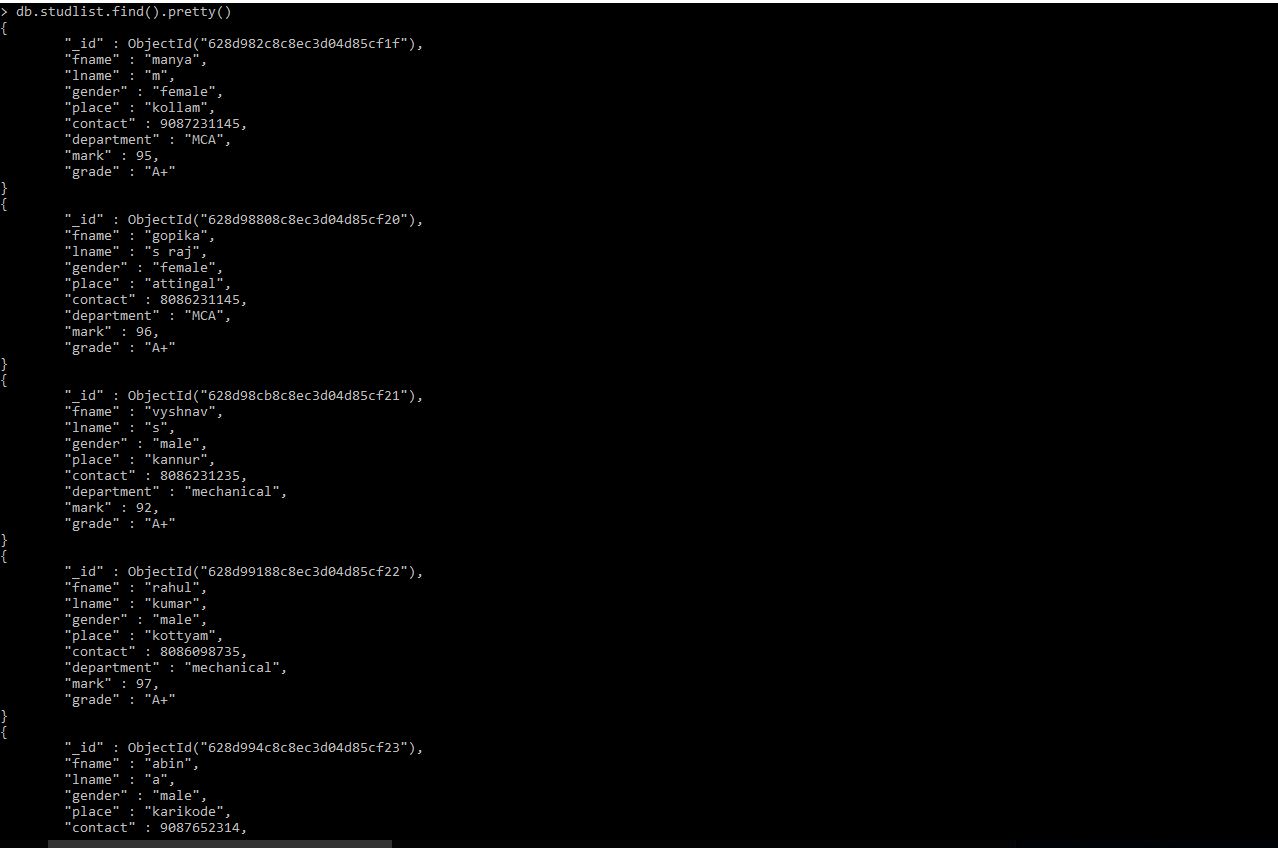 > db.studlist.find().pretty()
{
"_id" : ObjectId("628d982c8c8ec3d04d85cf1f"),
"fname" : "manya",
"lname" : "m",
"gender" : "female",
"place" : "kollam",
"contact" : 9087231145,
"department" : "MCA",
"mark" : 95,
"grade" : "A+"
}
{
"_id" : ObjectId("628d98808c8ec3d04d85cf20"),
"fname" : "gopika",
"lname" : "s raj",
"gender" : "female",
"place" : "attingal",
"contact" : 8086231145,
"department" : "MCA",
"mark" : 96,
"grade" : "A+"
}
{
"_id" : ObjectId("628d98cb8c8ec3d04d85cf21"),
"fname" : "vyshnav",
"lname" : "s",
"gender" : "male",
"place" : "kannur",
"contact" : 8086231235,
"department" : "mechanical",
"mark" : 92,
"grade" : "A+"
}
{
"_id" : ObjectId("628d99188c8ec3d04d85cf22"),
"fname" : "rahul",
"lname" : "kumar",
"gender" : "male",
"place" : "kottyam",
"contact" : 8086098735,
"department" : "mechanical",
"mark" : 97,
"grade" : "A+"
}
{
"_id" : ObjectId("628d994c8c8ec3d04d85cf23"),
"fname" : "abin",
"lname" : "a",
"gender" : "male",
"place" : "karikode",
"contact" : 9087652314,